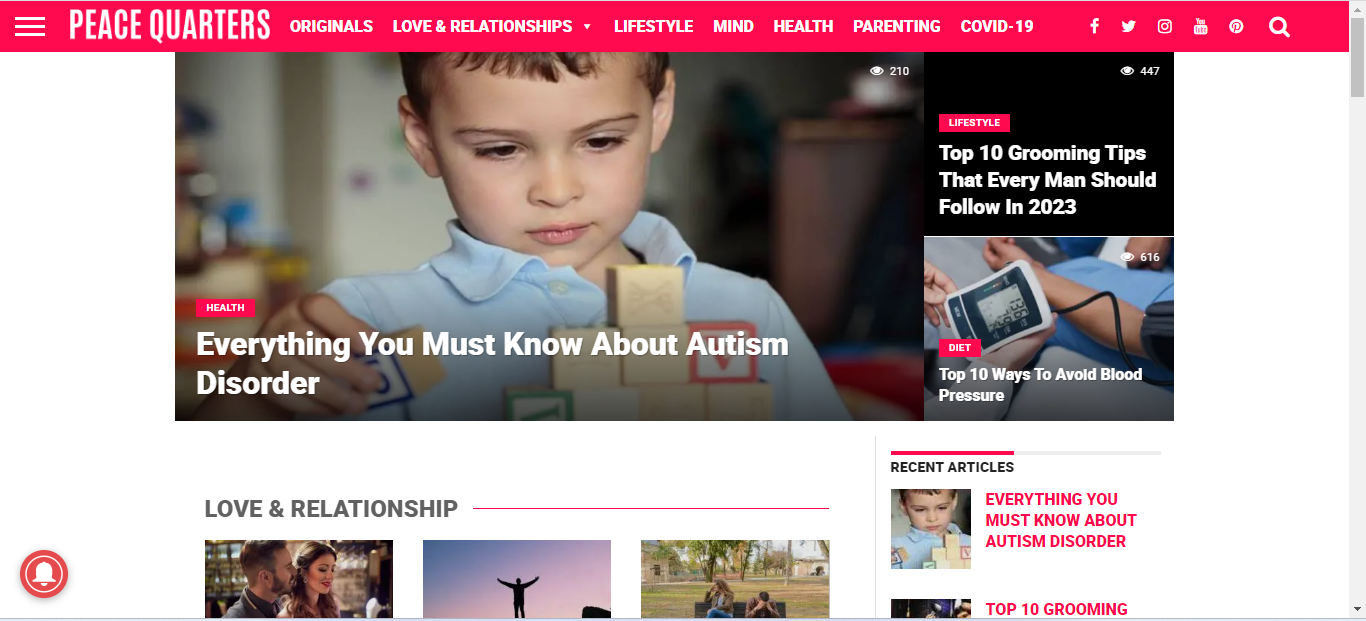 PEACE QUARTERS
ORIGINALS LOVE & RELATIONSHIPS LIFESTYLE MIND HEALTH PARENTING COVID-19
210
HEALTH
Everything You Must Know About Autism
Disorder
447
LIFESTYLE
Top 10 Grooming Tips
That Every Man Should
Follow In 2023
616
DIET
Top 10 Ways To Avoid Blood
Pressure
LOVE & RELATIONSHIP
RECENT ARTICLES
EVERYTHING YOU
MUST KNOW ABOUT
AUTISM DISORDER
TOP 10 GROOMING